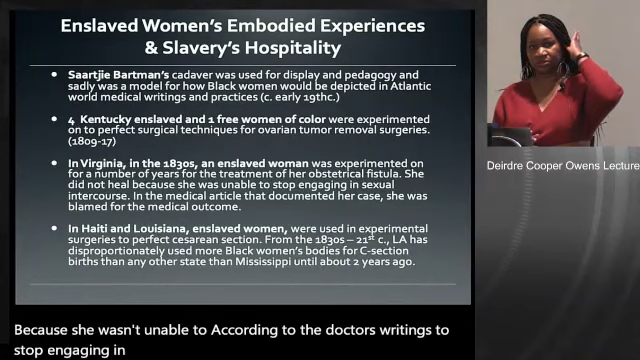 Enslaved Women's Embodied Experiences
& Slavery's Hospitality
• Saartjie Bartman's cadaver was used for display and pedagogy and
sadly was a model for how Black women would be depicted in Atlantic
world medical writings and practices (c. early 19thc.)
• 4 Kentucky enslaved and 1 free women of color were experimented
on to perfect surgical techniques for ovarian tumor removal surgeries.
(1809-17)
• In Virginia, in the 1830s, an enslaved woman was experimented on
for a number of years for the treatment of her obstetrical fistula. She
did not heal because she was unable to stop engaging in sexual
intercourse. In the medical article that documented her case, she was
blamed for the medical outcome.
• In Haiti and Louisiana, enslaved women, were used in experimental
surgeries to perfect cesarean section. From the 1830s – 21st c., LA has
disproportionately used more Black women's bodies for C-section
births than any other state than Mississippi until about 2 years ago.
Deirdre Cooper Owens Lecture
Because she wasn't unable to According to the doctors writings to
stop engaging in